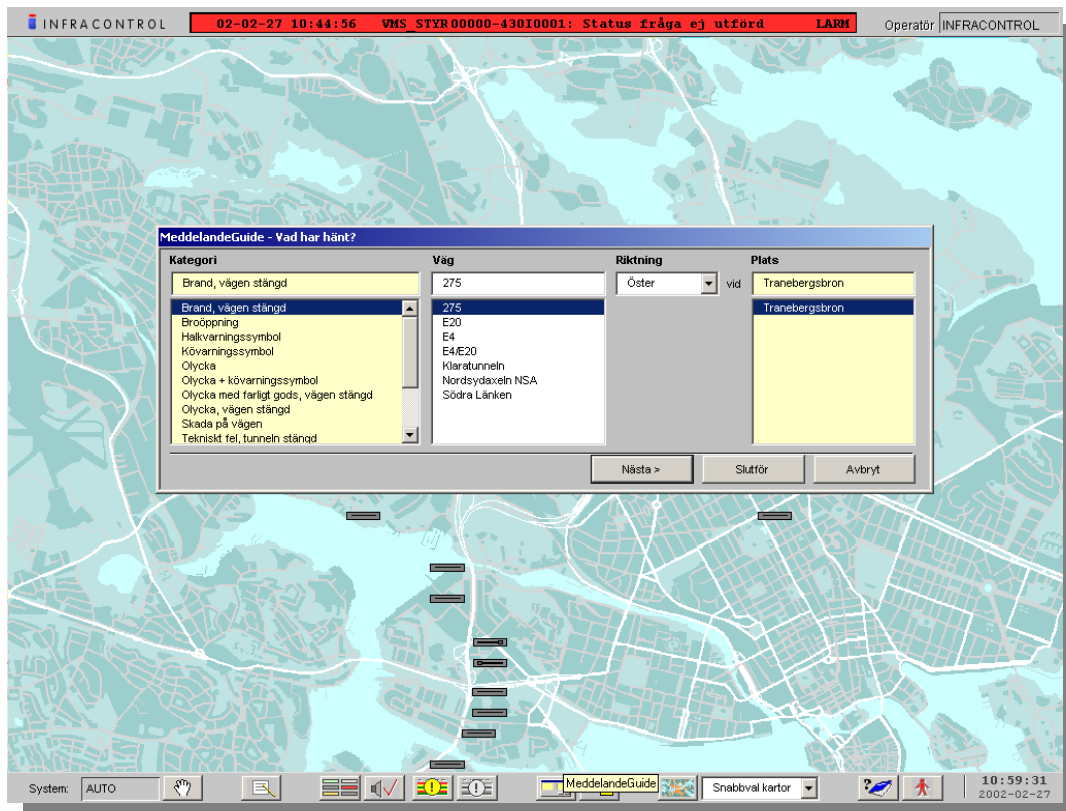 INFRACONTROL 02-02-27 10:44:56 VMS_STYR00000-430I0001: Status fråga ej utförd LARM Operatör INFRACONTROL
MeddelandeGuide - Vad har hänt?
Kategori Väg Riktning Plats
Brand, vägen stängd 275 Öster vid Tranebergsbron
Brand, vägen stängd 275 Tranebergsbron
Broöppning E20
Halkvarningssymbol E4
Kövarningssymbol E4/E20
Olycka Klaratunneln
Olycka + kövarningssymbol Nordsydaxeln NSA
Olycka med farligt gods, vägen stängd Södra Länken
Olycka, vägen stängd
Skada på vägen
Tekniskt fel, tunneln stängd
Nästa > Slutför Avbryt
System: AUTO MeddelandeGuide Snabbval kartor 10:59:31
2002-02-27